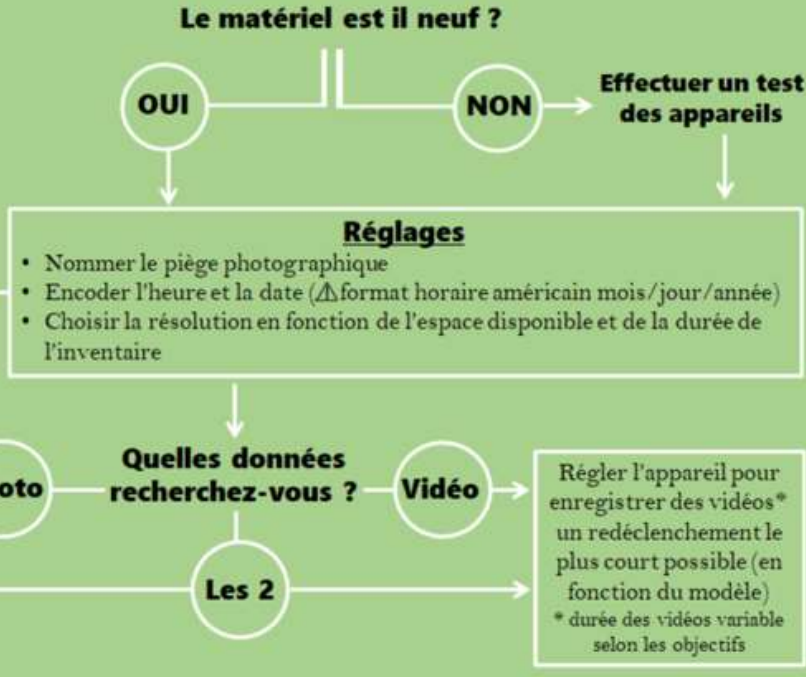 Le matériel est il neuf ?
OUI
NON
Effectuer un test
des appareils
Réglages
• Nommer le piège photographique
• Encoder l'heure et la date (⚠format horaire américain mois/jour/année)
• Choisir la résolution en fonction de l'espace disponible et de la durée de
l'inventaire
oto
Quelles données
recherchez-vous ?
Vidéo
Régler l'appareil pour
enregistrer des vidéos*
un redéclenchement le
plus court possible (en
fonction du modèle)
* durée des vidéos variable
selon les objectifs
Les 2